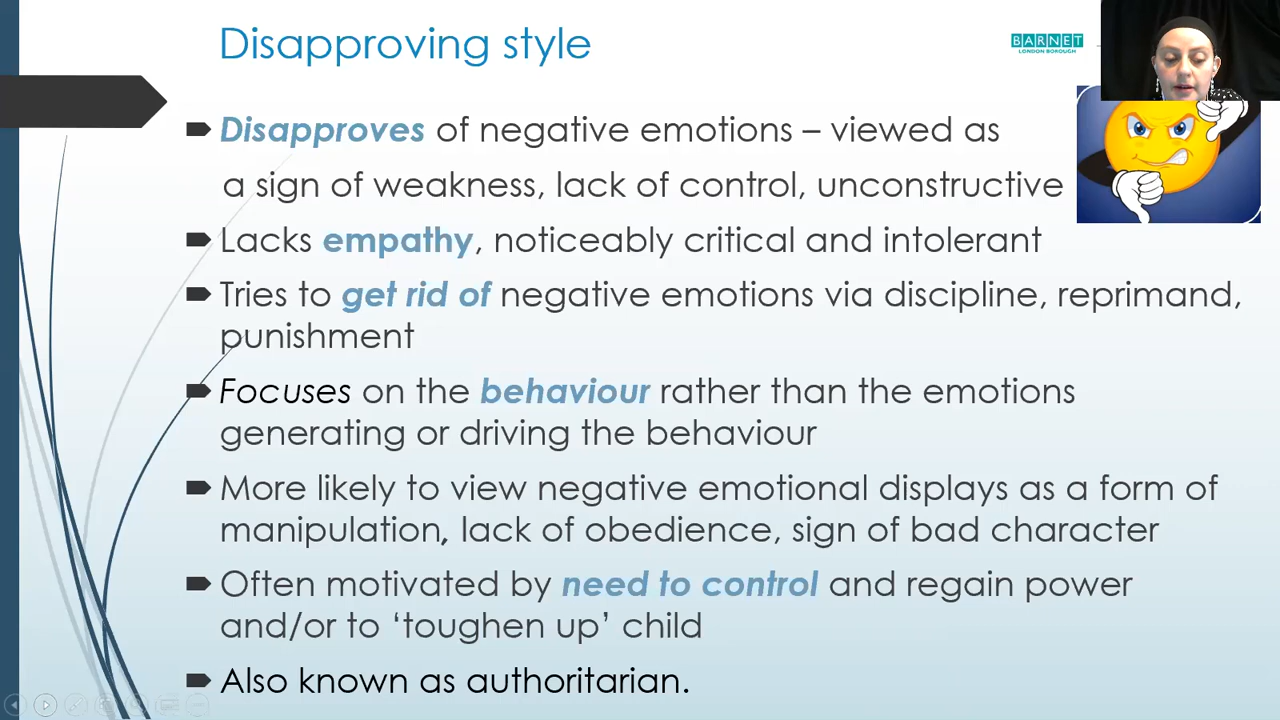 Disapproving style
BARNET
LONDON BOROUGH
Disapproves of negative emotions – viewed as
a sign of weakness, lack of control, unconstructive
Lacks empathy, noticeably critical and intolerant
Tries to get rid of negative emotions via discipline, reprimand,
punishment
Focuses on the behaviour rather than the emotions
generating or driving the behaviour
More likely to view negative emotional displays as a form of
manipulation, lack of obedience, sign of bad character
Often motivated by need to control and regain power
and/or to ‘toughen up’ child
Also known as authoritarian.